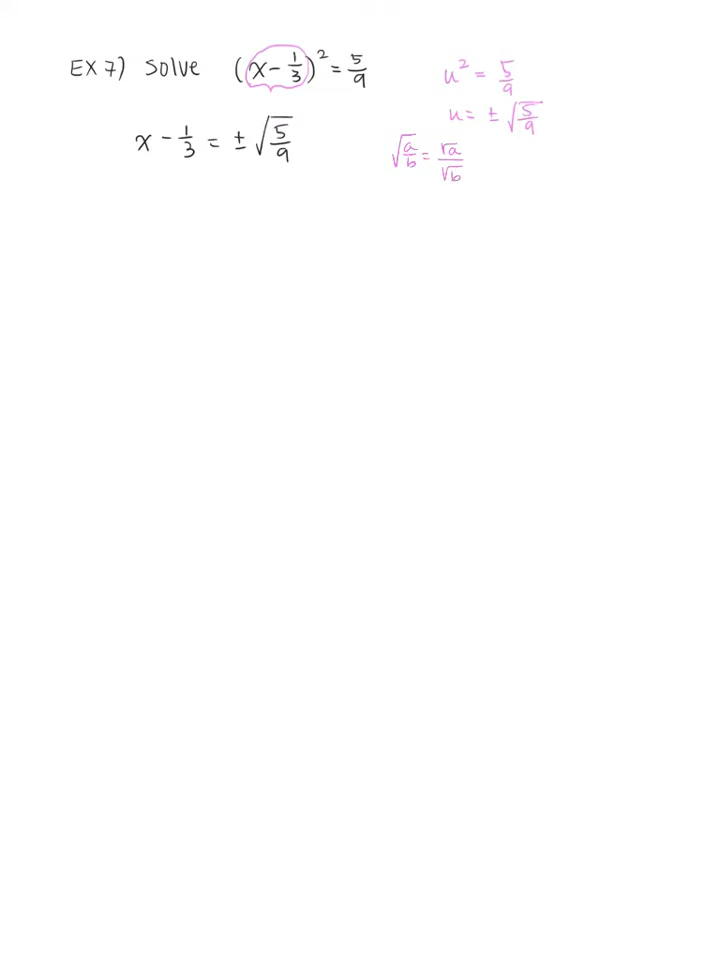 EX 7) Solve (x - 1/3)² = 5/9
x - 1/3 = ± √(5/9)
u² = 5/9
u = ± √(5/9)
√(a/b) = √a/√b